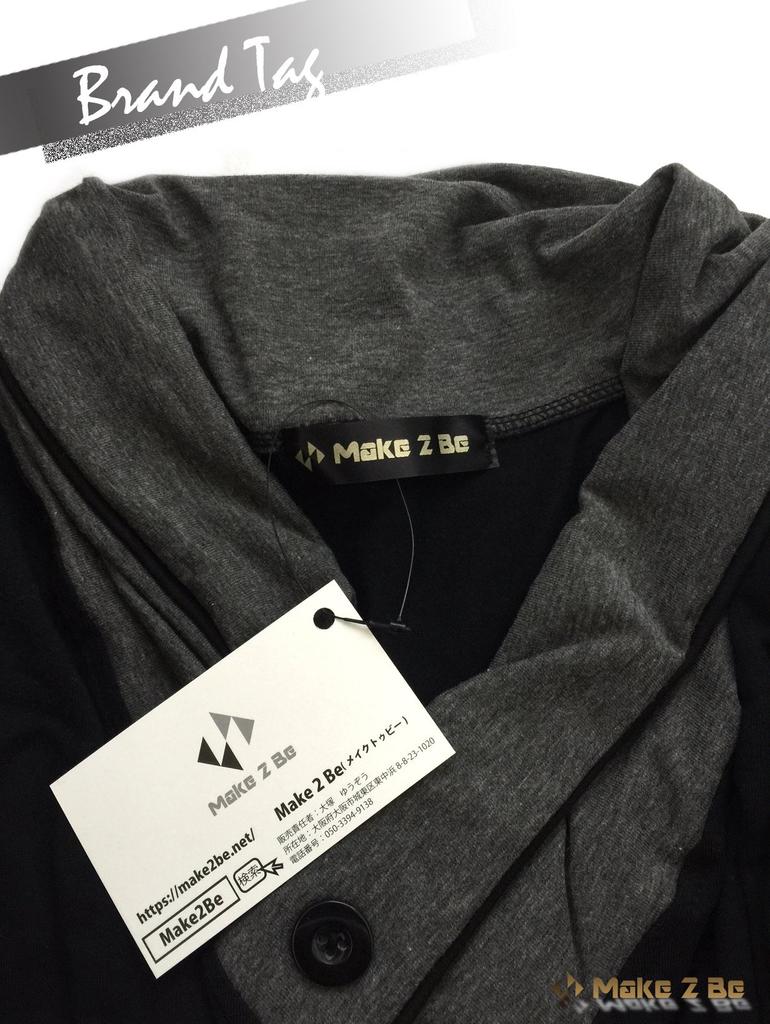 Brand Tag
Make 2 Be
Make 2 Be
Make 2 Be(メイクトゥビー)
販売責任者：大塚　ゆうぞう
所在地：大阪府大阪市城東区東中浜8-8-23-1020
電話番号：050-3394-9138
https://make2be.net/
Make2Be 検索
Make 2 Be